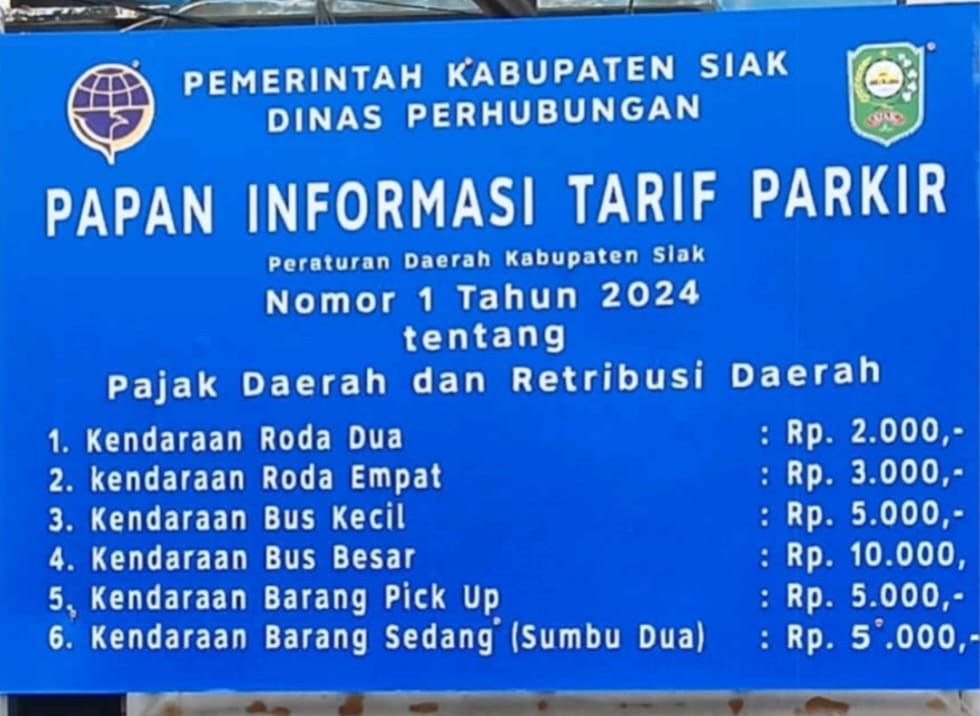 PEMERINTAH KABUPATEN SIAK
DINAS PERHUBUNGAN
SIAK
PAPAN INFORMASI TARIF PARKIR
Peraturan Daerah Kabupaten Siak
Nomor 1 Tahun 2024
tentang
Pajak Daerah dan Retribusi Daerah
1. Kendaraan Roda Dua : Rp. 2.000,-
2. kendaraan Roda Empat : Rp. 3.000,-
3. Kendaraan Bus Kecil : Rp. 5.000,-
4. Kendaraan Bus Besar : Rp. 10.000,
5. Kendaraan Barang Pick Up : Rp. 5.000,-
6. Kendaraan Barang Sedang (Sumbu Dua) : Rp. 5 .000,-